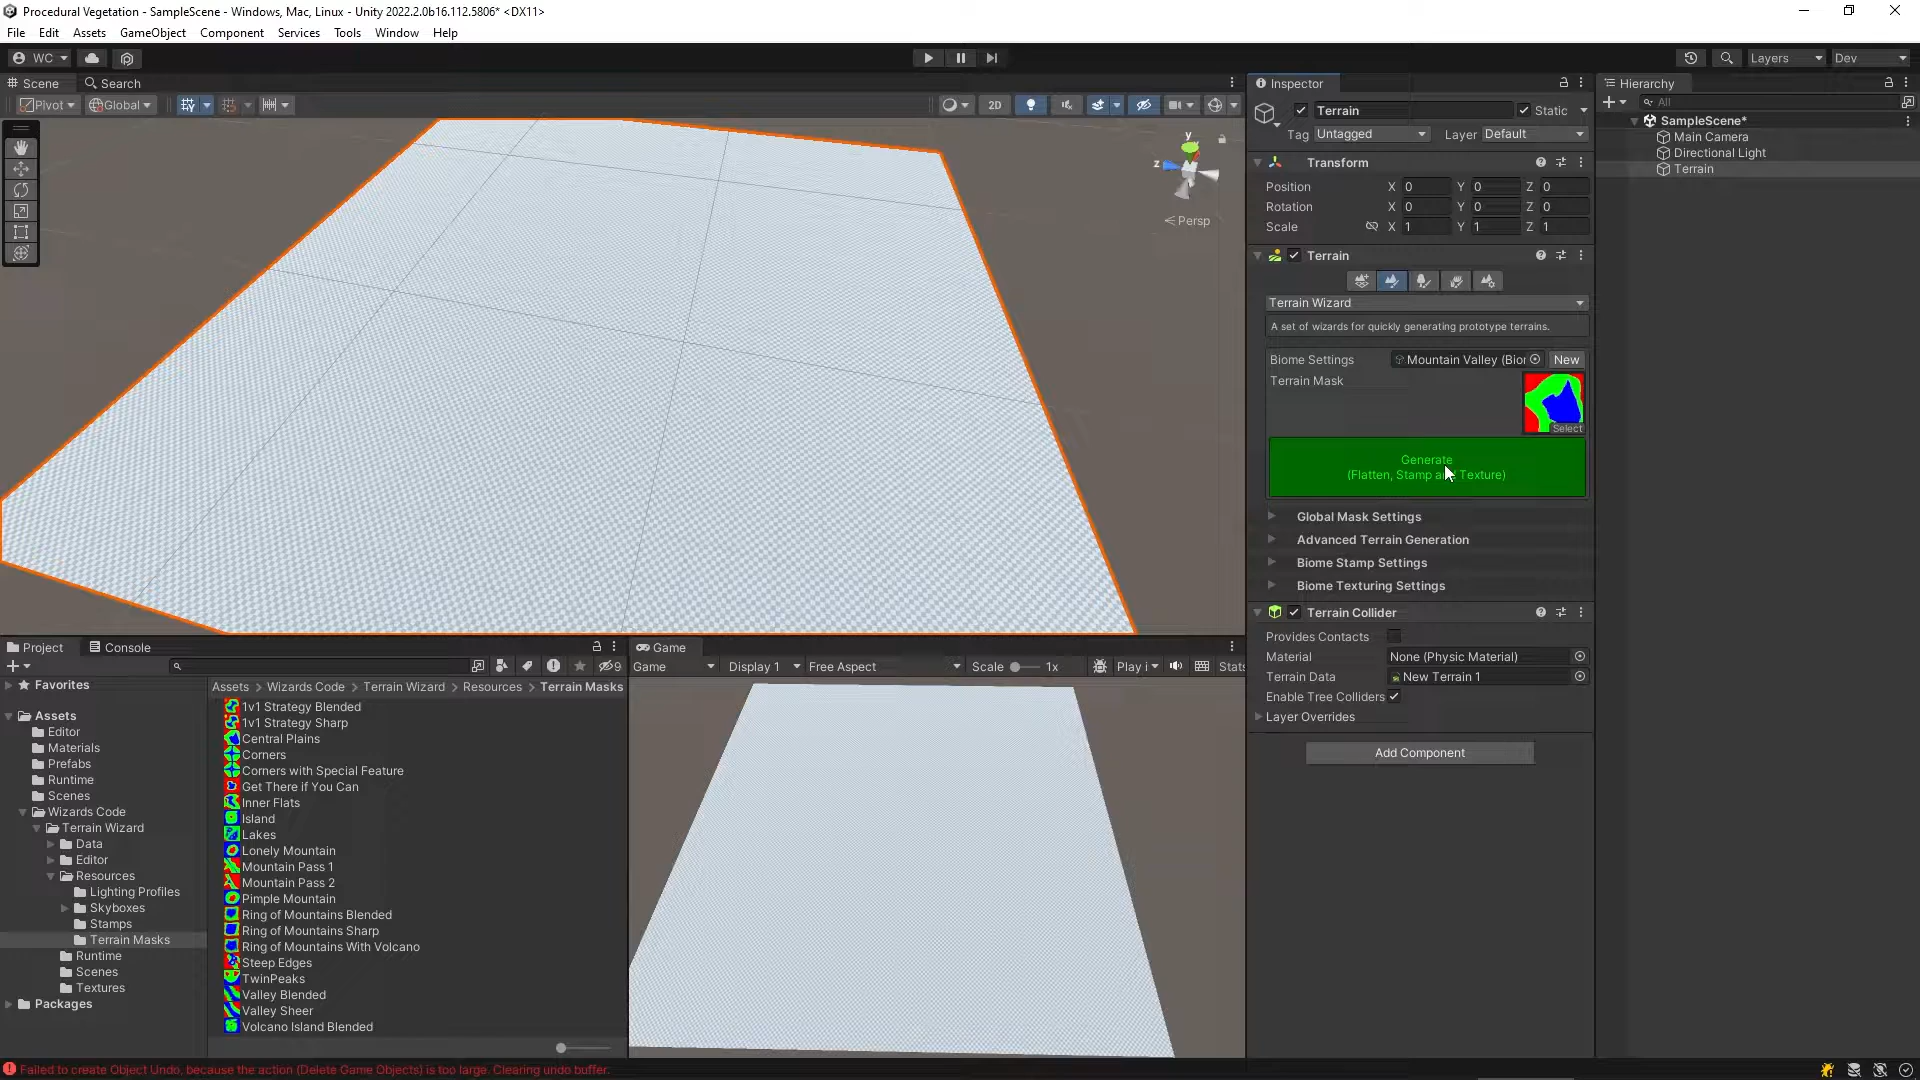 Procedural Vegetation - SampleScene - Windows, Mac, Linux - Unity 2022.2.0b16.112.5806* <DX11>
File Edit Assets GameObject Component Services Tools Window Help
WC
Layers Dev
Scene Search
Pivot Global 2D
y
z
Persp
Inspector
Terrain Static
Tag Untagged Layer Default
Transform
Position X 0 Y 0 Z 0
Rotation X 0 Y 0 Z 0
Scale X 1 Y 1 Z 1
Terrain
Terrain Wizard
A set of wizards for quickly generating prototype terrains.
Biome Settings Mountain Valley (Bior New
Terrain Mask
Select
Generate
(Flatten, Stamp a Texture)
Global Mask Settings
Advanced Terrain Generation
Biome Stamp Settings
Biome Texturing Settings
Terrain Collider
Provides Contacts
Material None (Physic Material)
Terrain Data New Terrain 1
Enable Tree Colliders
Layer Overrides
Add Component
Hierarchy
All
SampleScene*
Main Camera
Directional Light
Terrain
Project Console
9
Favorites
Assets
Editor
Materials
Prefabs
Runtime
Scenes
Wizards Code
Terrain Wizard
Data
Editor
Resources
Lighting Profiles
Skyboxes
Stamps
Terrain Masks
Runtime
Scenes
Textures
Packages
Assets > Wizards Code > Terrain Wizard > Resources > Terrain Masks
1v1 Strategy Blended
1v1 Strategy Sharp
Central Plains
Corners
Corners with Special Feature
Get There if You Can
Inner Flats
Island
Lakes
Lonely Mountain
Mountain Pass 1
Mountain Pass 2
Pimple Mountain
Ring of Mountains Blended
Ring of Mountains Sharp
Ring of Mountains With Volcano
Steep Edges
TwinPeaks
Valley Blended
Valley Sheer
Volcano Island Blended
Game
Game Display 1 Free Aspect Scale 1x Play i Stats
Failed to create Object Undo, because the action (Delete Game Objects) is too large. Clearing undo buffer.